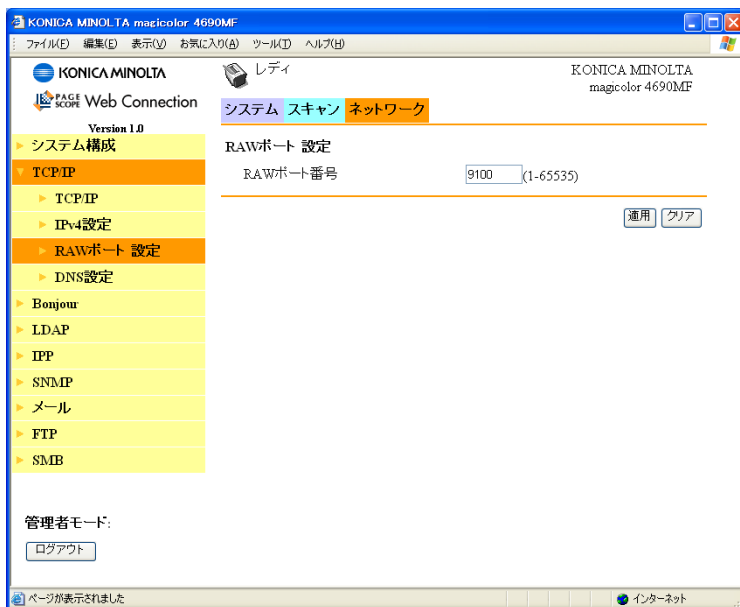 KONICA MINOLTA magicolor 4690MF
ファイル(F) 編集(E) 表示(V) お気に入り(A) ツール(T) ヘルプ(H)
KONICA MINOLTA
PAGE SCOPE Web Connection
Version 1.0
レディ
KONICA MINOLTA
magicolor 4690MF
システム スキャン ネットワーク
システム構成
TCP/IP
TCP/IP
IPv4設定
RAWポート 設定
DNS設定
Bonjour
LDAP
IPP
SNMP
メール
FTP
SMB
管理者モード:
ログアウト
RAWポート 設定
RAWポート番号 9100 (1-65535)
適用 クリア
ページが表示されました インターネット